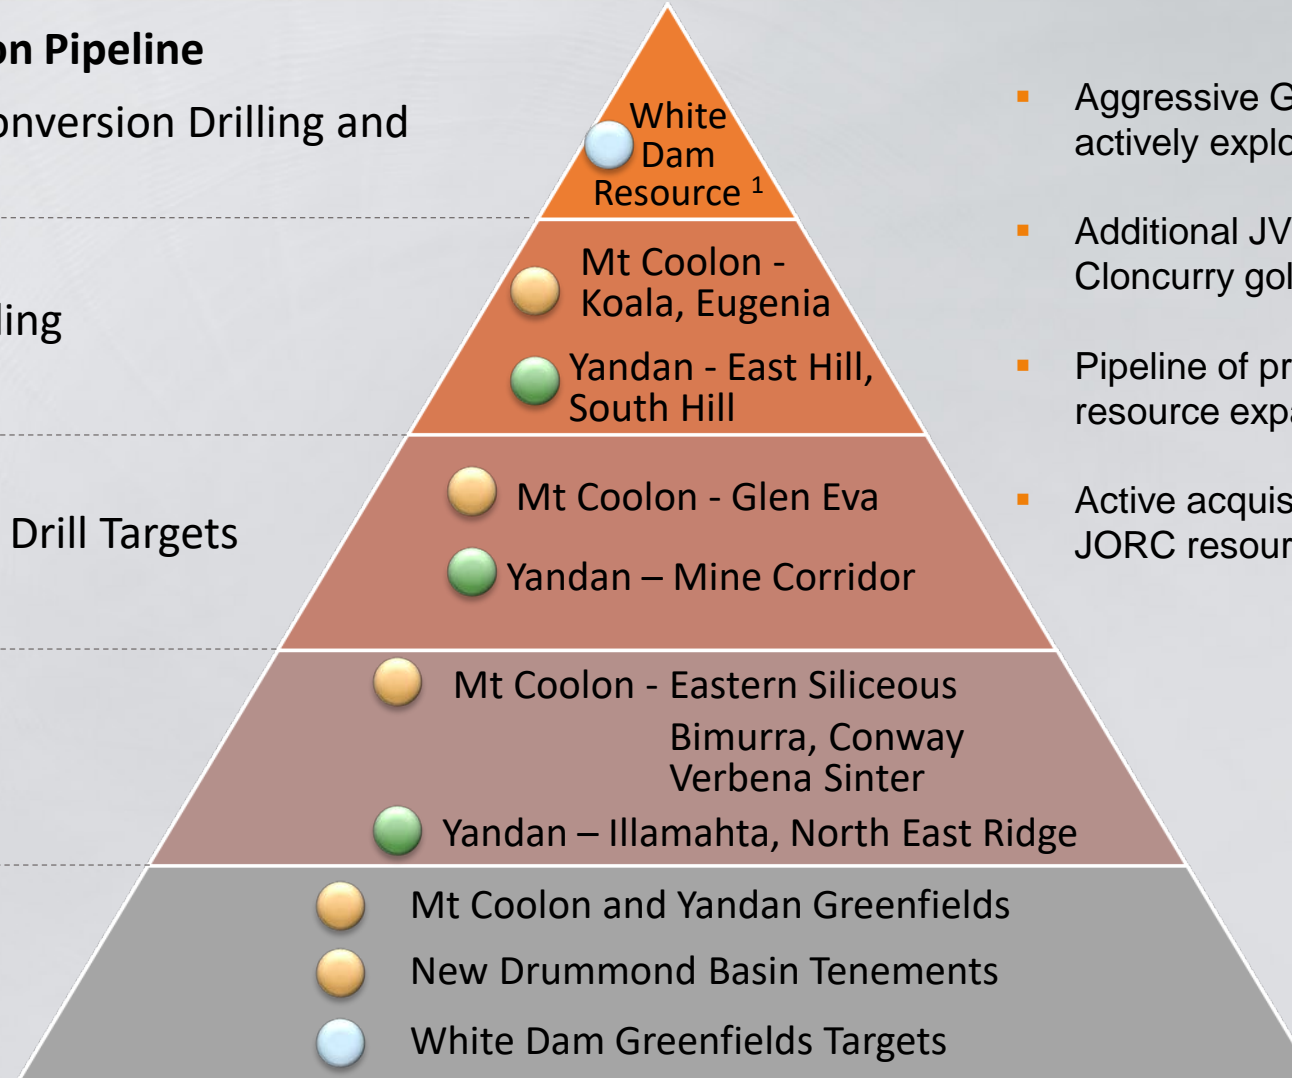 on Pipeline
onversion Drilling and
ling
Drill Targets
White
Dam
Resource 1
Mt Coolon -
Koala, Eugenia
Yandan - East Hill,
South Hill
Mt Coolon - Glen Eva
Yandan – Mine Corridor
Mt Coolon - Eastern Siliceous
Bimurra, Conway
Verbena Sinter
Yandan – Illamahta, North East Ridge
Mt Coolon and Yandan Greenfields
New Drummond Basin Tenements
White Dam Greenfields Targets
Aggressive G
actively explo
Additional JV
Cloncurry gol
Pipeline of pr
resource expa
Active acquis
JORC resour